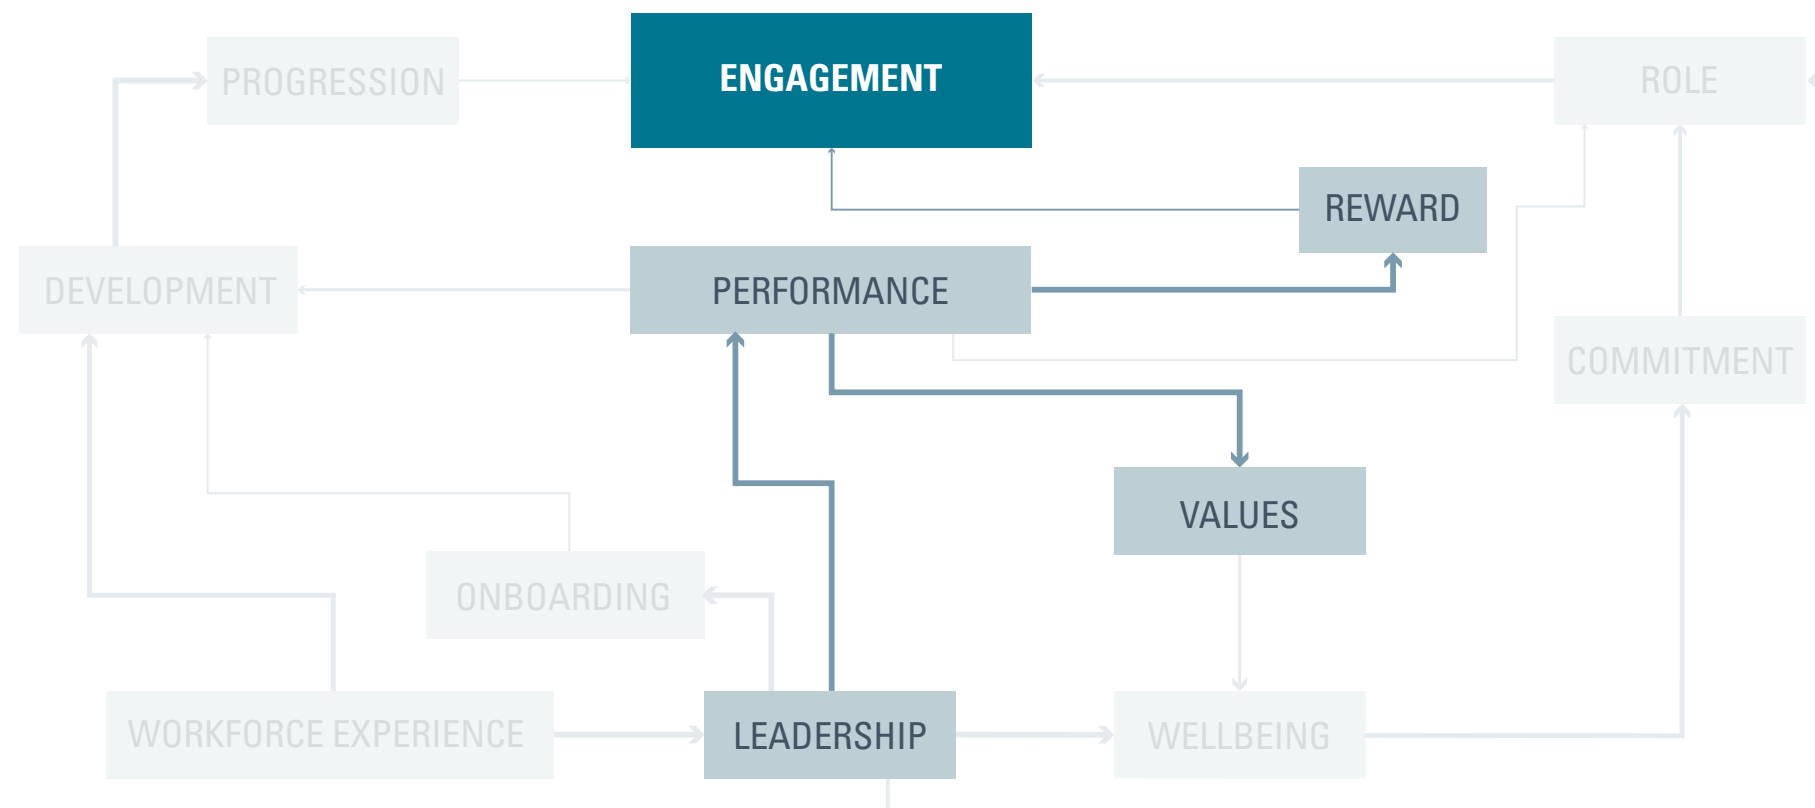 ENGAGEMENT
PROGRESSION
ROLE
REWARD
DEVELOPMENT
PERFORMANCE
COMMITMENT
VALUES
ONBOARDING
WORKFORCE EXPERIENCE
LEADERSHIP
WELLBEING